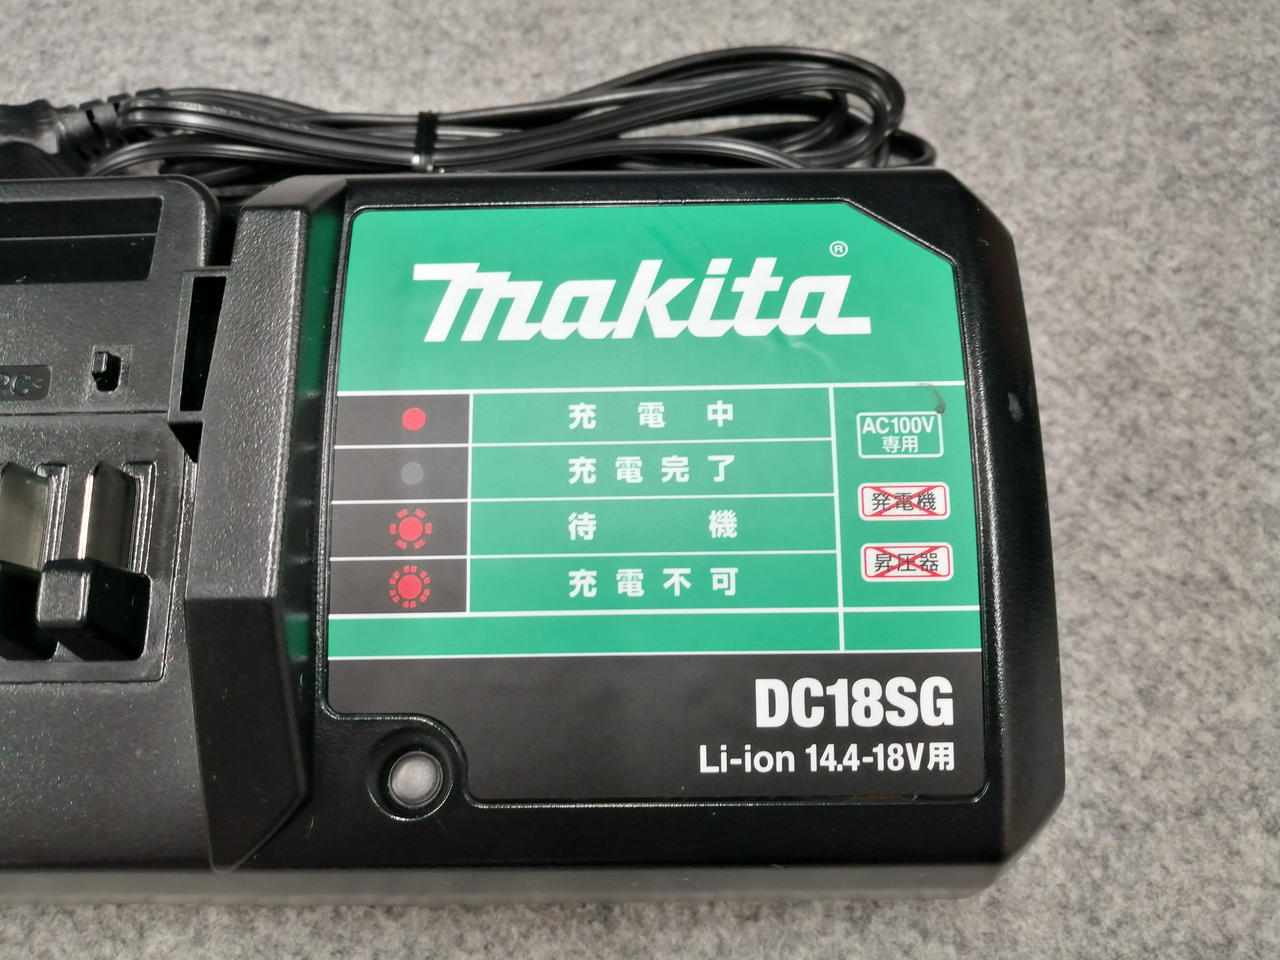 makita®
充電中
充電完了
待機
充電不可
AC100V
専用
発電機
昇圧器
DC18SG
Li-ion 14.4-18V用